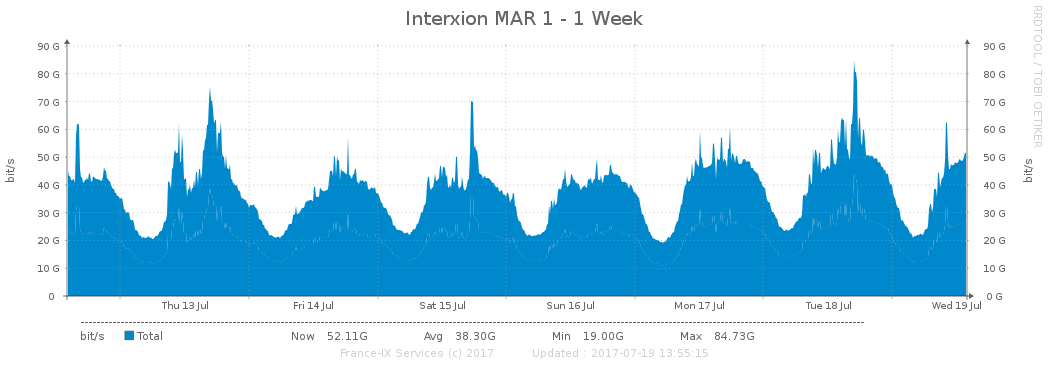 Interxion MAR 1 - 1 Week
RRDTOOL / TOBI OETIKER
90 G 90 G
80 G 80 G
70 G 70 G
60 G 60 G
50 G 50 G
40 G 40 G
30 G 30 G
20 G 20 G
10 G 10 G
0 0 G
bit/s
bit/s
Thu 13 Jul Fri 14 Jul Sat 15 Jul Sun 16 Jul Mon 17 Jul Tue 18 Jul Wed 19 Jul
bit/s Total Now 52.11G Avg 38.30G Min 19.00G Max 84.73G
France-IX Services (c) 2017 Updated : 2017-07-19 13:55:15